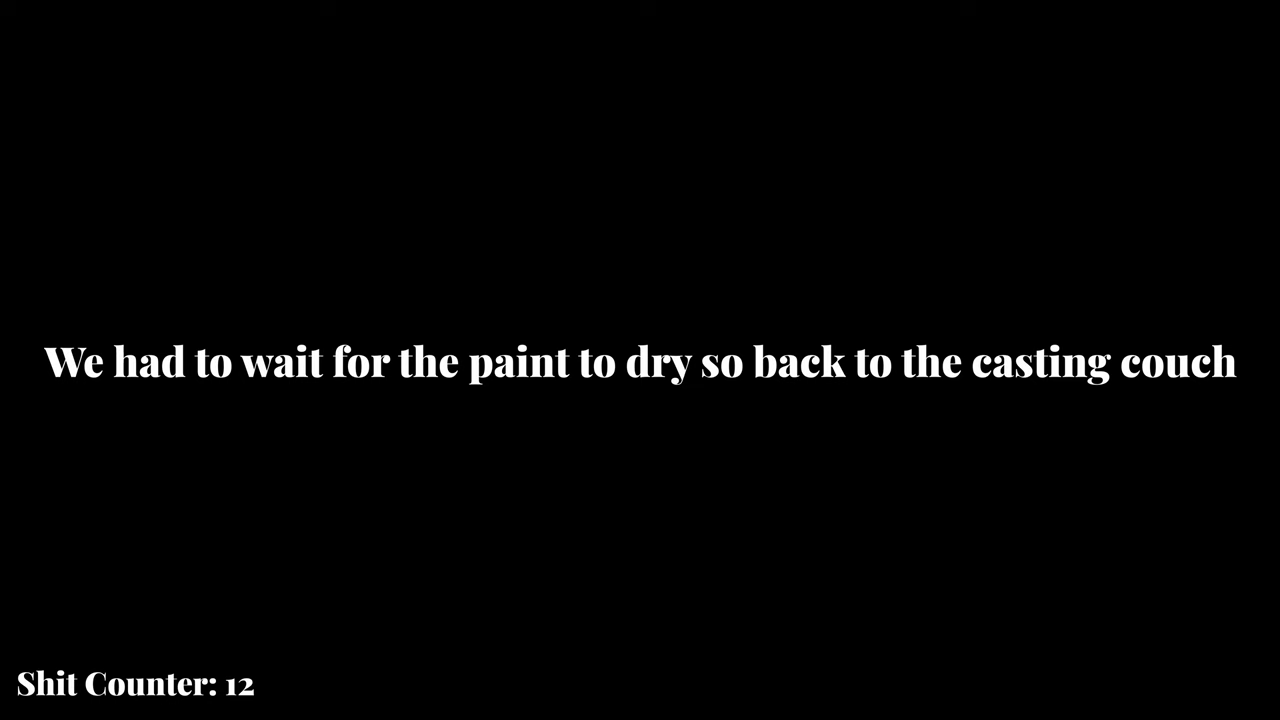 We had to wait for the paint to dry so back to the casting couch
Shit Counter: 12